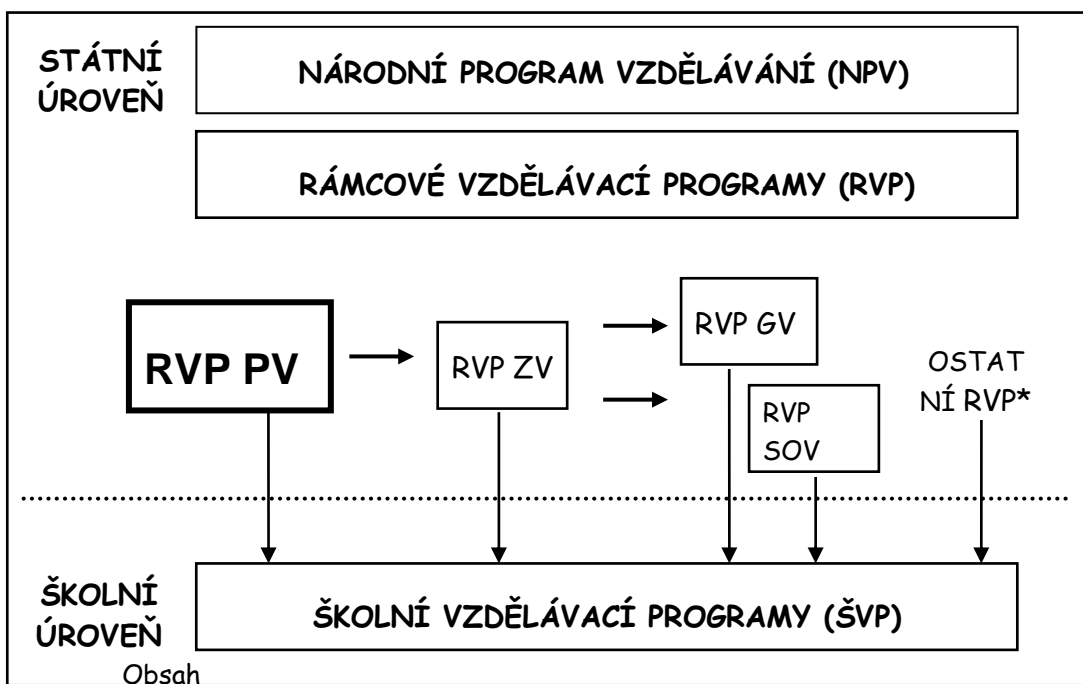 STÁTNÍ
ÚROVEŇ
NÁRODNÍ PROGRAM VZDĚLÁVÁNÍ (NPV)
RÁMCOVÉ VZDĚLÁVACÍ PROGRAMY (RVP)
RVP PV
RVP ZV
RVP GV
RVP
SOV
OSTAT
NÍ RVP*
ŠKOLNÍ
ÚROVEŇ
ŠKOLNÍ VZDĚLÁVACÍ PROGRAMY (ŠVP)
Obsah